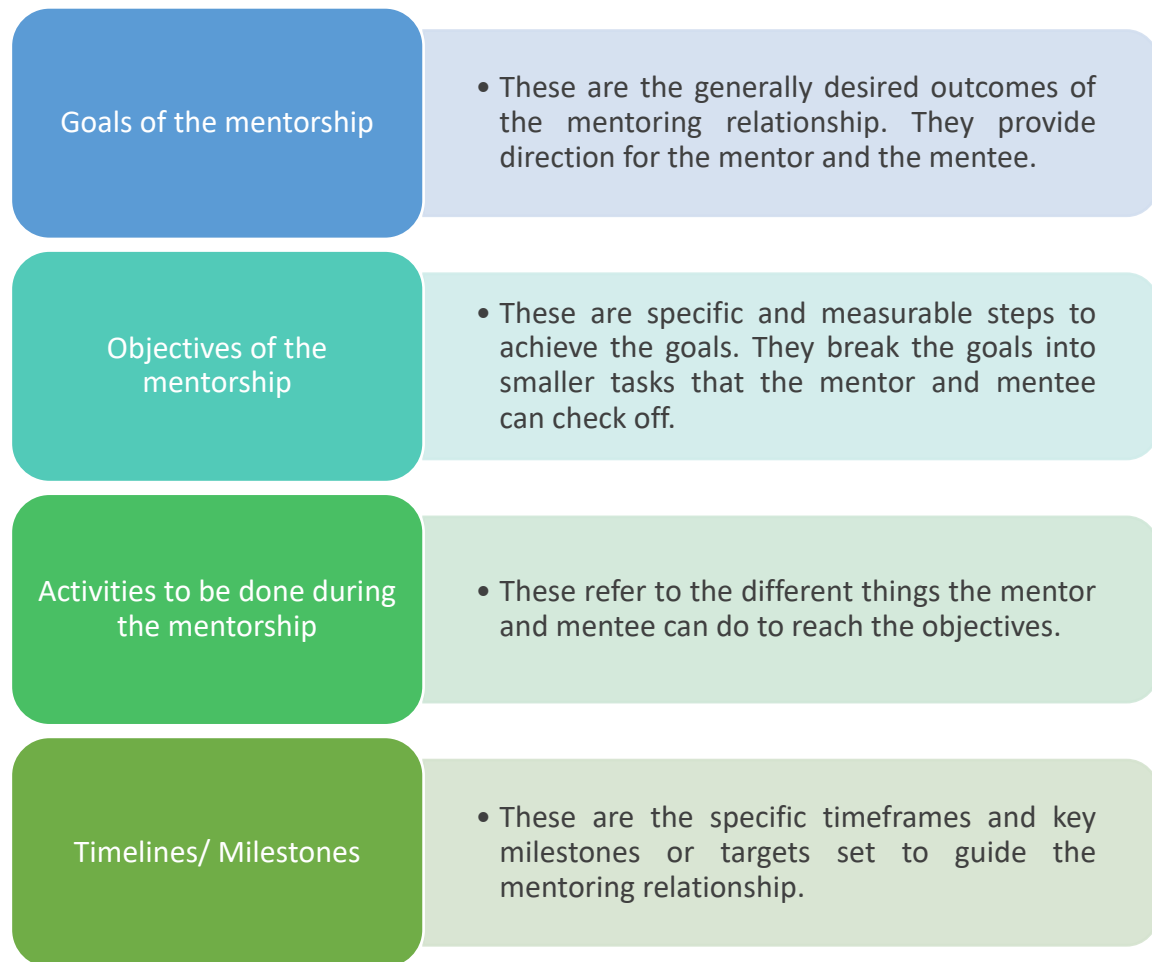 Goals of the mentorship
• These are the generally desired outcomes of
the mentoring relationship. They provide
direction for the mentor and the mentee.
Objectives of the
mentorship
• These are specific and measurable steps to
achieve the goals. They break the goals into
smaller tasks that the mentor and mentee
can check off.
Activities to be done during
the mentorship
• These refer to the different things the mentor
and mentee can do to reach the objectives.
Timelines/ Milestones
• These are the specific timeframes and key
milestones or targets set to guide the
mentoring relationship.